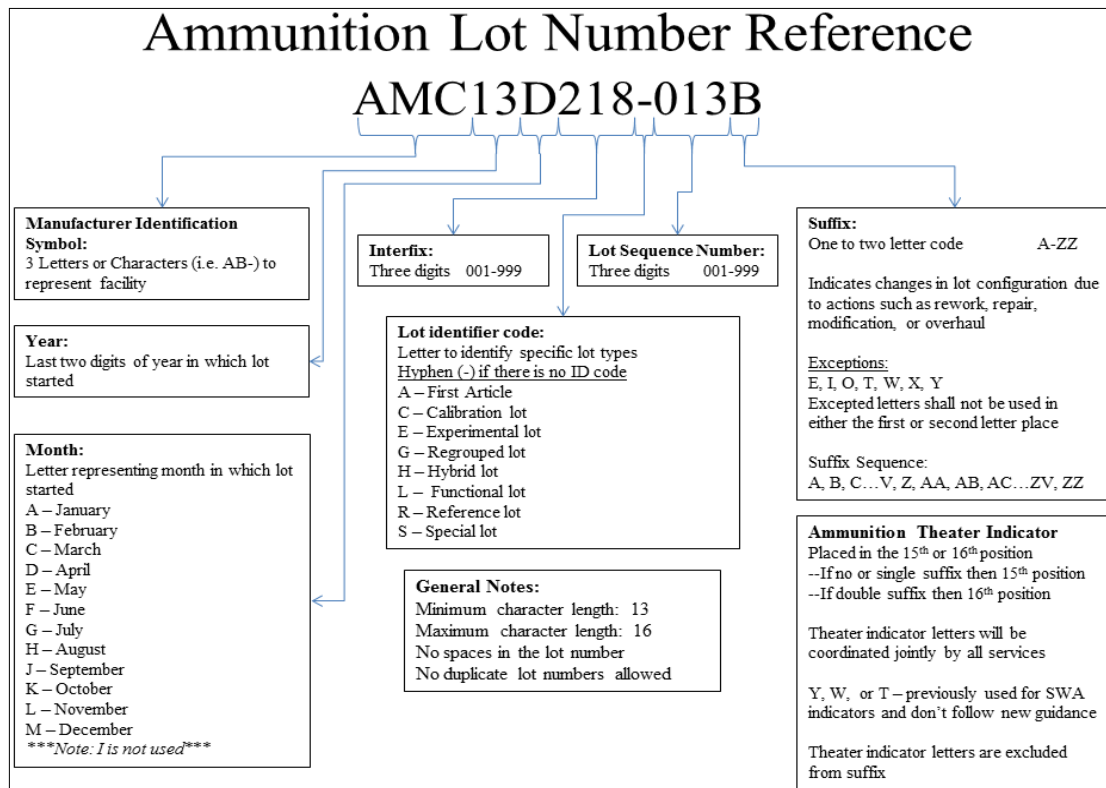 Ammunition Lot Number Reference
AMC13D218-013B
Manufacturer Identification
Symbol:
3 Letters or Characters (i.e. AB-) to
represent facility
Year:
Last two digits of year in which lot
started
Month:
Letter representing month in which lot
started
A – January
B – February
C – March
D – April
E – May
F – June
G – July
H – August
J – September
K – October
L – November
M – December
***Note: I is not used***
Interfix:
Three digits 001-999
Lot Sequence Number:
Three digits 001-999
Lot identifier code:
Letter to identify specific lot types
Hyphen (-) if there is no ID code
A – First Article
C – Calibration lot
E – Experimental lot
G – Regrouped lot
H – Hybrid lot
L – Functional lot
R – Reference lot
S – Special lot
General Notes:
Minimum character length: 13
Maximum character length: 16
No spaces in the lot number
No duplicate lot numbers allowed
Suffix:
One to two letter code A-ZZ
Indicates changes in lot configuration due
to actions such as rework, repair,
modification, or overhaul
Exceptions:
E, I, O, T, W, X, Y
Excepted letters shall not be used in
either the first or second letter place
Suffix Sequence:
A, B, C…V, Z, AA, AB, AC…ZV, ZZ
Ammunition Theater Indicator
Placed in the 15th or 16th position
--If no or single suffix then 15th position
--If double suffix then 16th position
Theater indicator letters will be
coordinated jointly by all services
Y, W, or T – previously used for SWA
indicators and don't follow new guidance
Theater indicator letters are excluded
from suffix